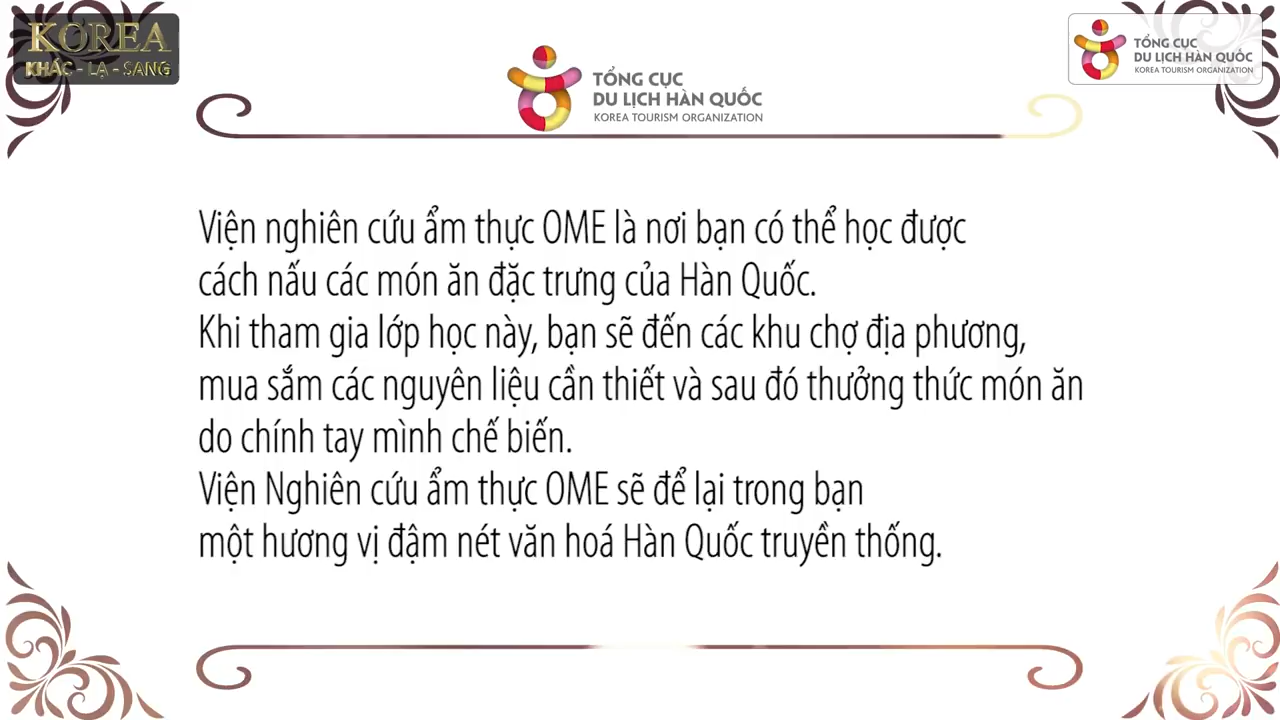 KOREA
KHÁC - LẠ - SANG
TỔNG CỤC
DU LỊCH HÀN QUỐC
KOREA TOURISM ORGANIZATION
TỔNG CỤC
DU LỊCH HÀN QUỐC
KOREA TOURISM ORGANIZATION
Viện nghiên cứu ẩm thực OME là nơi bạn có thể học được
cách nấu các món ăn đặc trưng của Hàn Quốc.
Khi tham gia lớp học này, bạn sẽ đến các khu chợ địa phương,
mua sắm các nguyên liệu cần thiết và sau đó thưởng thức món ăn
do chính tay mình chế biến.
Viện Nghiên cứu ẩm thực OME sẽ để lại trong bạn
một hương vị đậm nét văn hoá Hàn Quốc truyền thống.